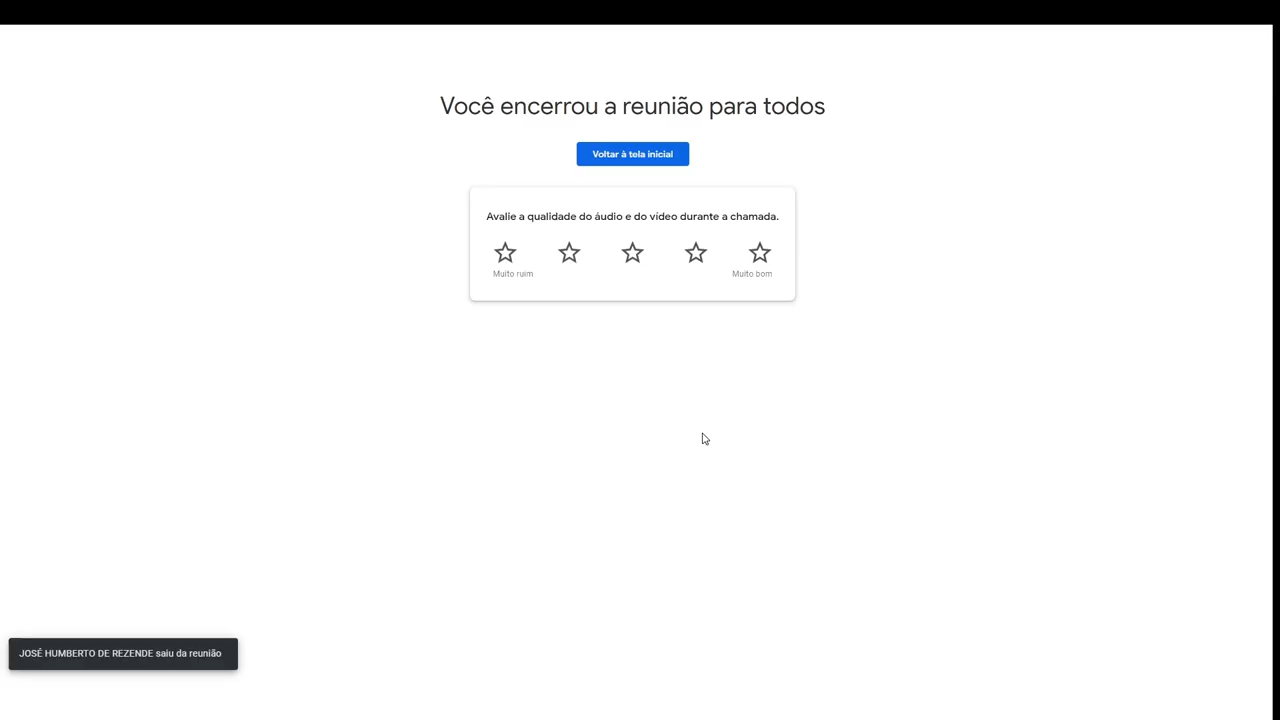 Você encerrou a reunião para todos
Voltar à tela inicial
Avalie a qualidade do áudio e do vídeo durante a chamada.
Muito ruim
Muito bom
JOSÉ HUMBERTO DE REZENDE saiu da reunião